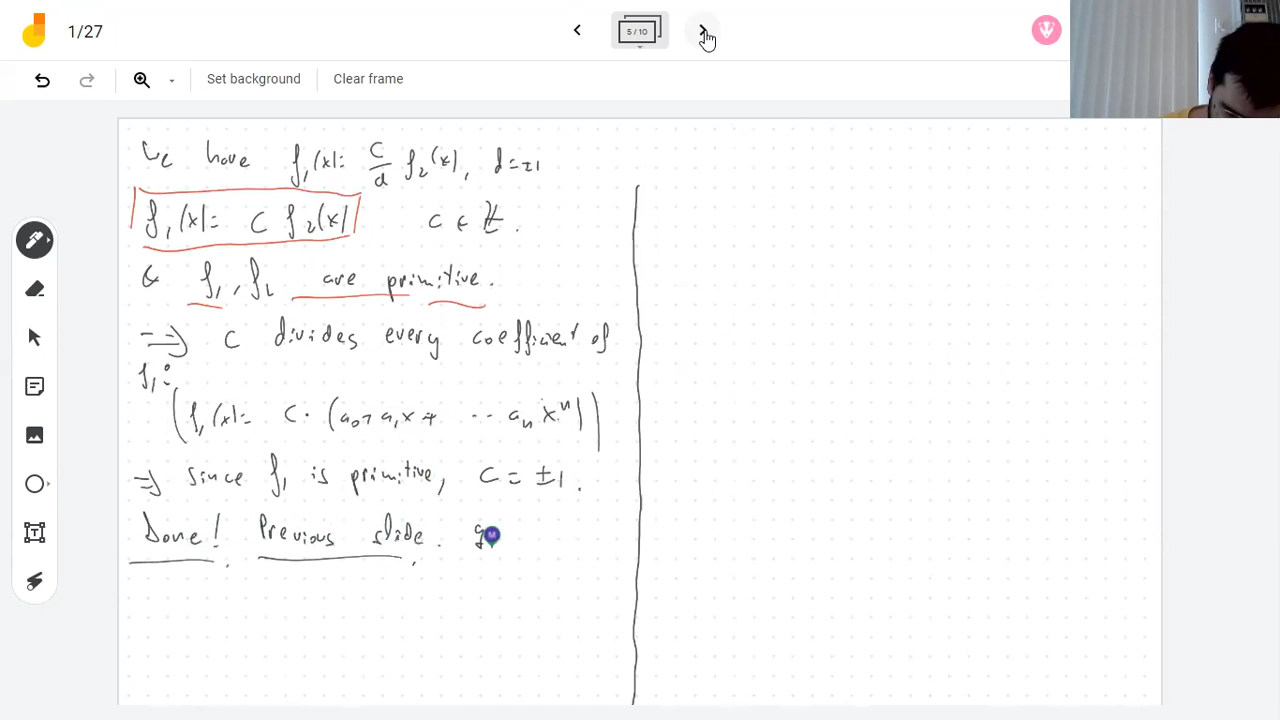 1/27
5/10
Set background
Clear frame
We have f₁(x)= c/d f₂(x), d=±1
f₁(x)= c f₂(x) c ∈ ℤ.
& f₁, f₂ are primitive.
==> c divides every coefficient of
f₁:
(f₁(x)= c·(a₀+a₁x+ ··· aₙxⁿ))
=> since f₁ is primitive, c = ±1.
Done! Previous slide.
M